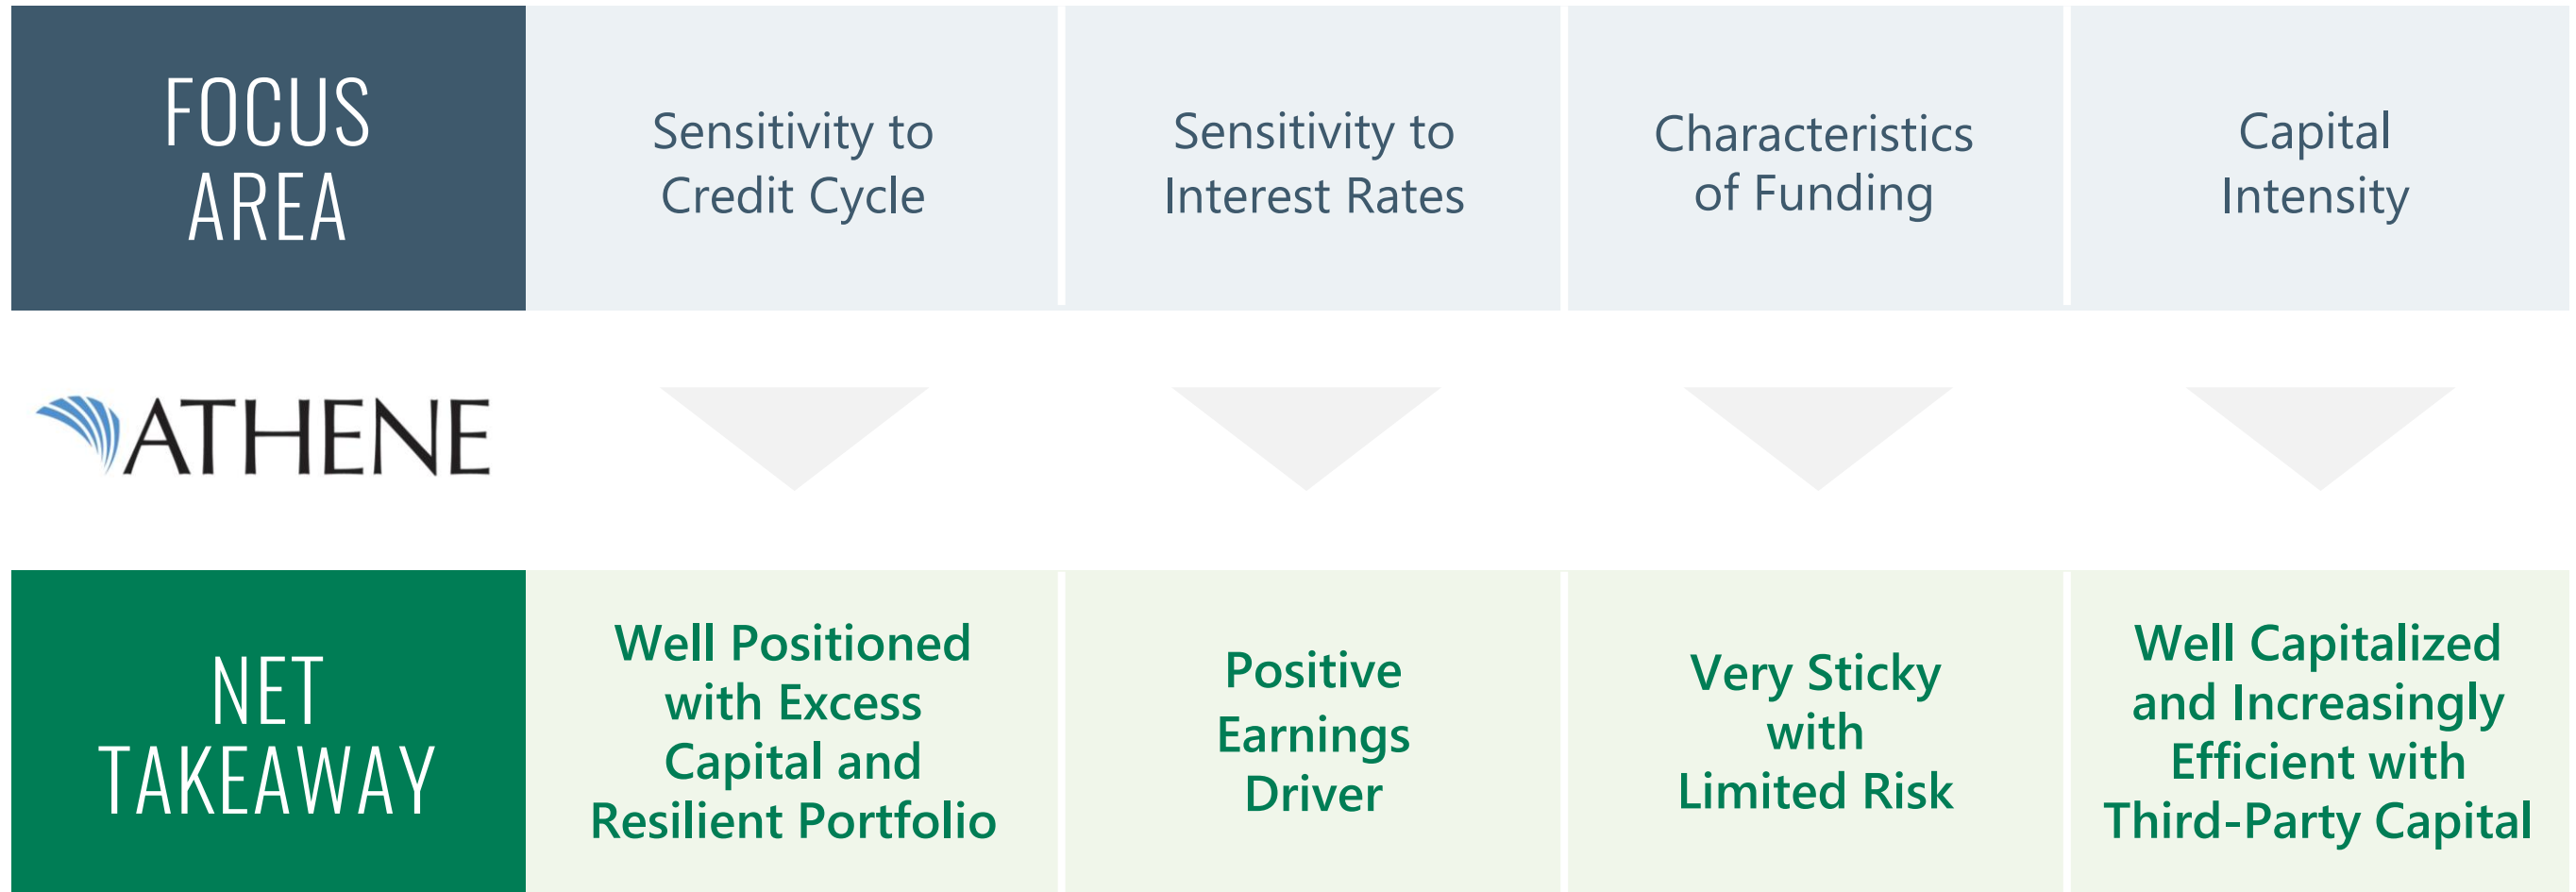 FOCUS
AREA
Sensitivity to
Credit Cycle
Sensitivity to
Interest Rates
Characteristics
of Funding
Capital
Intensity
ATHENE
NET
TAKEAWAY
Well Positioned
with Excess
Capital and
Resilient Portfolio
Positive
Earnings
Driver
Very Sticky
with
Limited Risk
Well Capitalized
and Increasingly
Efficient with
Third-Party Capital